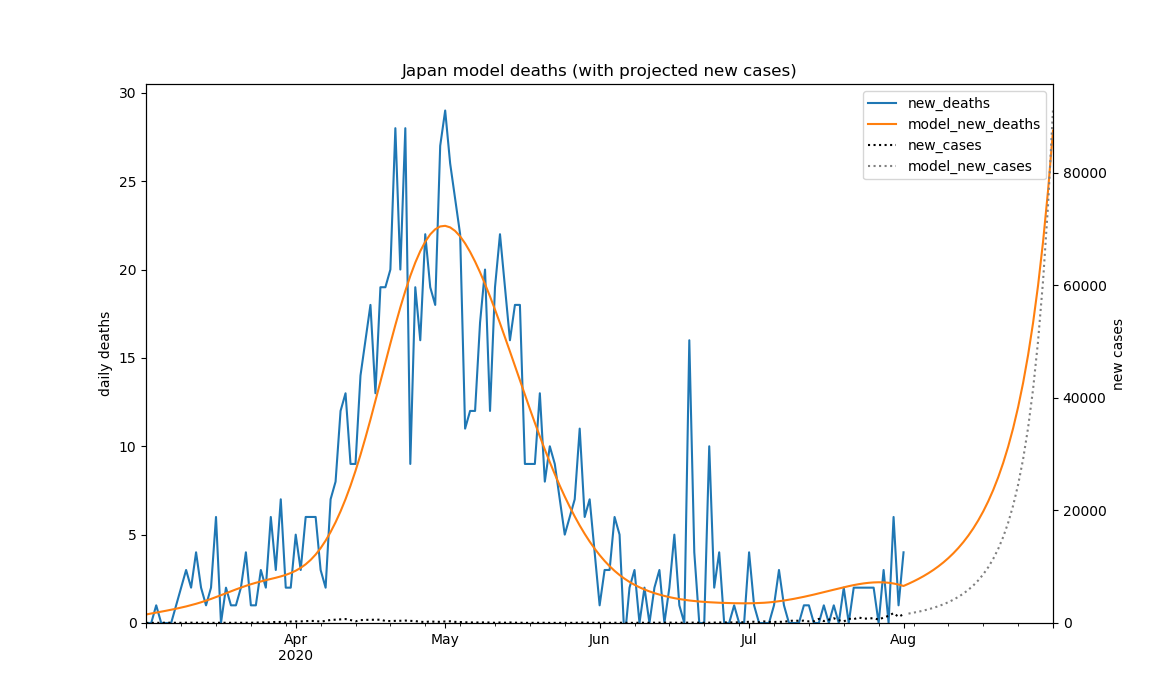 Japan model deaths (with projected new cases)
new_deaths
model_new_deaths
new_cases
model_new_cases
30
25
20
15
10
5
0
daily deaths
80000
60000
40000
20000
0
new cases
Apr
2020
May
Jun
Jul
Aug